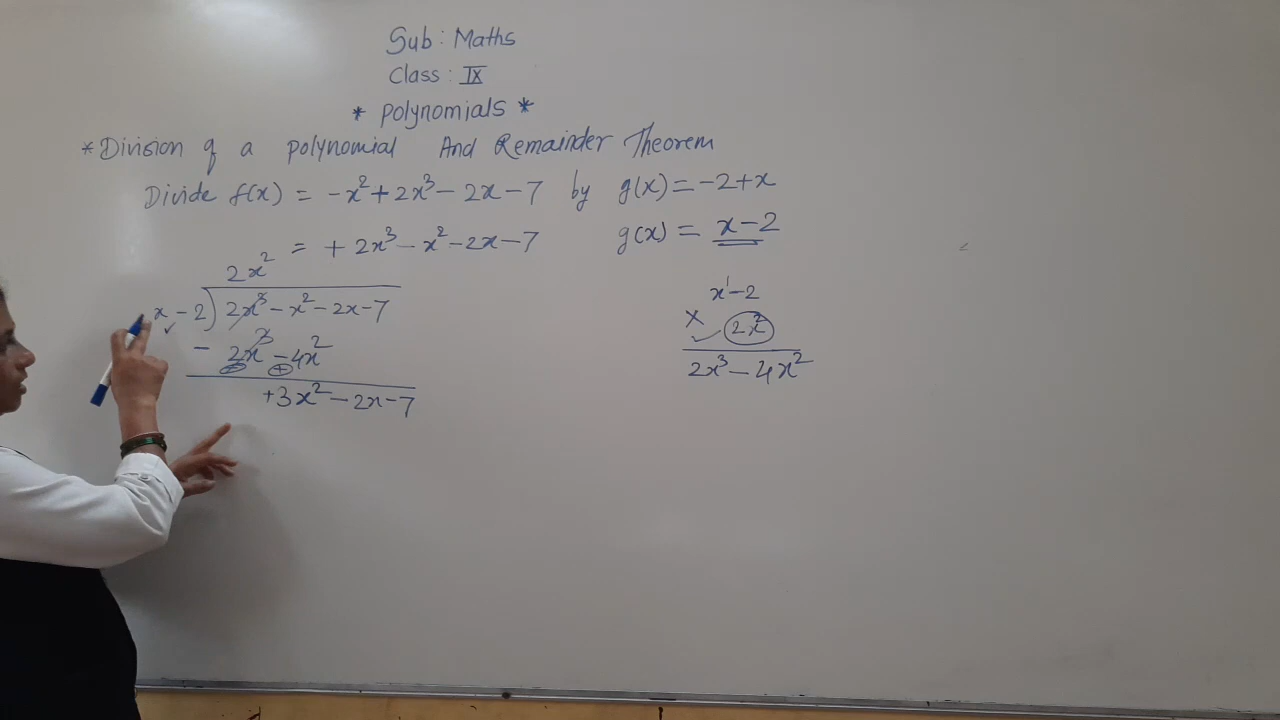 Sub : Maths
Class : IX
* Polynomials *
* Division of a polynomial And Remainder Theorem
Divide f(x) = -x² + 2x³ - 2x - 7 by g(x) = -2 + x
= + 2x³ - x² - 2x - 7 g(x) = x - 2
2x²
x - 2 ) 2x³ - x² - 2x - 7
- 2x³ - 4x²
⊖ ⊕
+3x² - 2x - 7
x¹ - 2
× 2x²
2x³ - 4x²